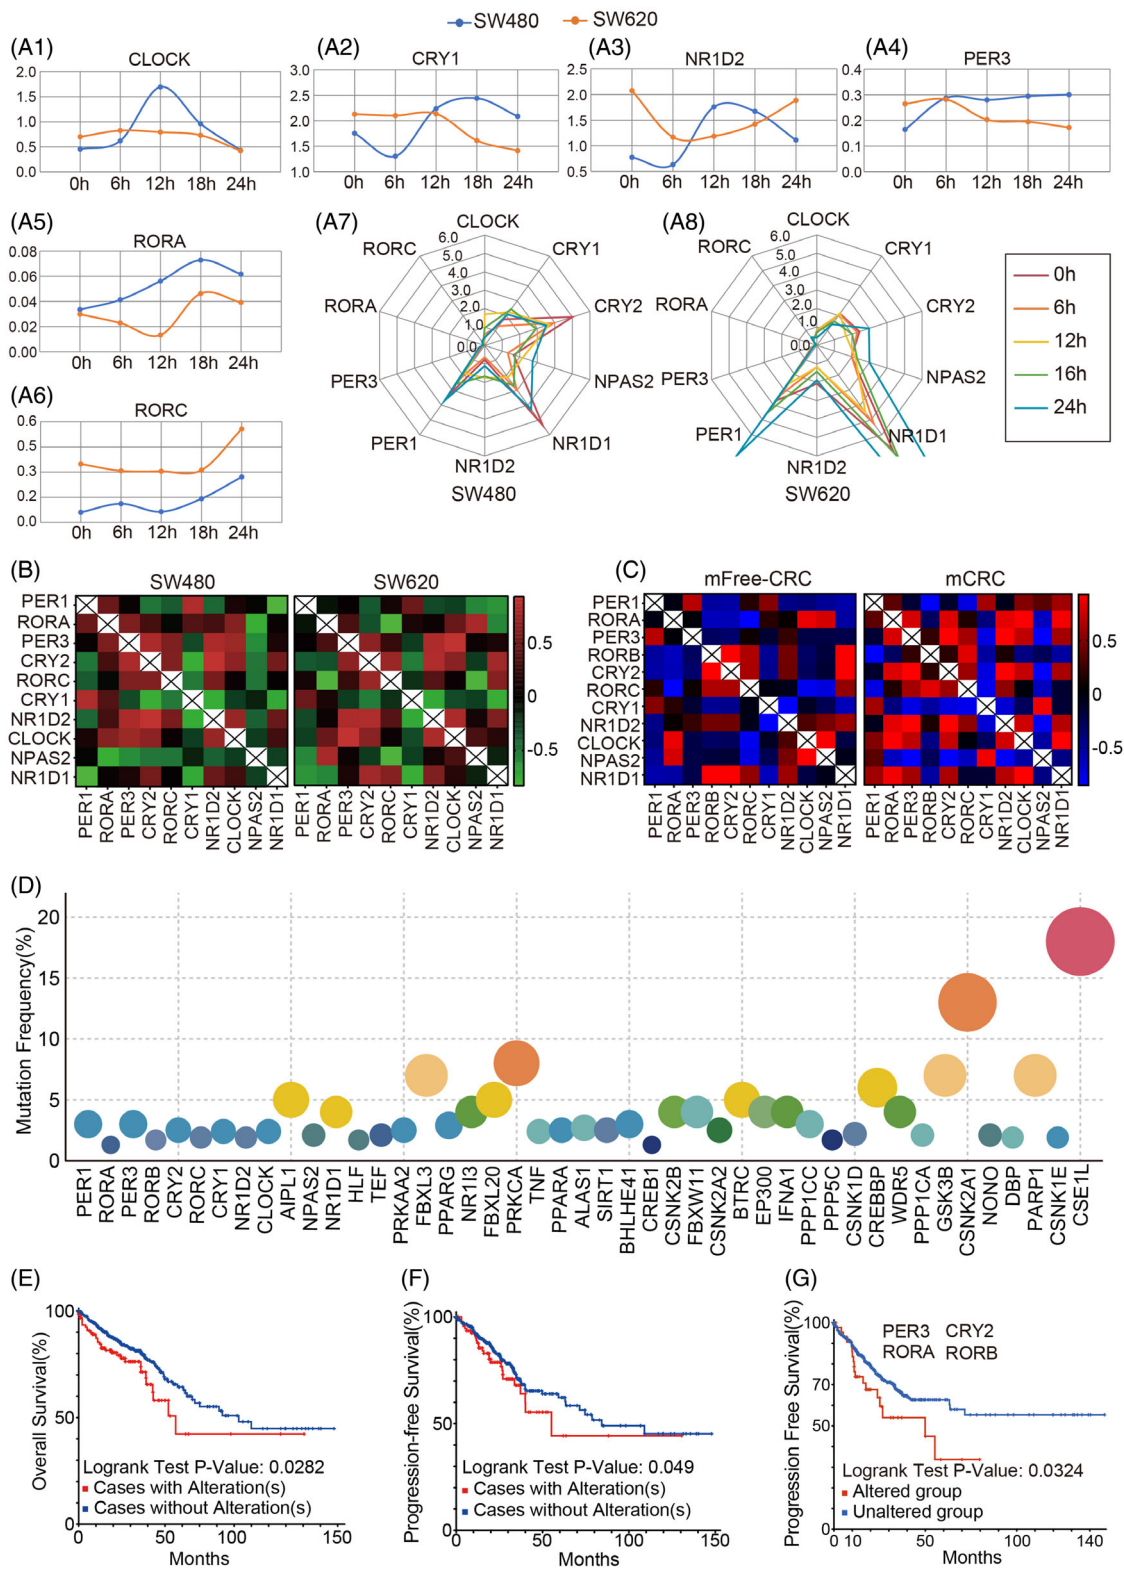 SW480 SW620
(A1) CLOCK
2.0
1.5
1.0
0.5
0.0
0h 6h 12h 18h 24h
(A2) CRY1
3.0
2.5
2.0
1.5
1.0
0h 6h 12h 18h 24h
(A3) NR1D2
2.5
2.0
1.5
1.0
0.5
0h 6h 12h 18h 24h
(A4) PER3
0.4
0.3
0.2
0.1
0.0
0h 6h 12h 18h 24h
(A5) RORA
0.08
0.06
0.04
0.02
0.00
0h 6h 12h 18h 24h
(A6) RORC
0.6
0.5
0.3
0.2
0.0
0h 6h 12h 18h 24h
(A7)
CLOCK
CRY1
CRY2
NPAS2
NR1D1
NR1D2
PER1
PER3
RORA
RORC
6.0
5.0
4.0
3.0
2.0
1.0
0.0
SW480
(A8)
CLOCK
CRY1
CRY2
NPAS2
NR1D1
NR1D2
PER1
PER3
RORA
RORC
6.0
5.0
4.0
3.0
2.0
1.0
0.0
SW620
0h
6h
12h
16h
24h
(B)
SW480 SW620
PER1
RORA
PER3
CRY2
RORC
CRY1
NR1D2
CLOCK
NPAS2
NR1D1
PER1 RORA PER3 CRY2 RORC CRY1 NR1D2 CLOCK NPAS2 NR1D1
PER1 RORA PER3 CRY2 RORC CRY1 NR1D2 CLOCK NPAS2 NR1D1
0.5
0
-0.5
(C)
mFree-CRC mCRC
PER1
RORA
PER3
RORB
CRY2
RORC
CRY1
NR1D2
CLOCK
NPAS2
NR1D1
PER1 RORA PER3 RORB CRY2 RORC CRY1 NR1D2 CLOCK NPAS2 NR1D1
PER1 RORA PER3 RORB CRY2 RORC CRY1 NR1D2 CLOCK NPAS2 NR1D1
0.5
0
-0.5
(D)
Mutation Frequency(%)
20
15
10
5
0
PER1 RORA PER3 RORB CRY2 RORC CRY1 NR1D2 CLOCK AIPL1 NPAS2 NR1D1 HLF TEF PRKAA2 FBXL3 PPARG NR1I3 FBXL20 PRKCA TNF PPARA ALAS1 SIRT1 BHLHE41 CREB1 CSNK2B FBXW11 CSNK2A2 BTRC EP300 IFNA1 PPP1CC PPP5C CSNK1D CREBBP WDR5 PPP1CA GSK3B CSNK2A1 NONO DBP PARP1 CSNK1E CSE1L
(E)
Overall Survival(%)
100
50
0
0 50 100 150
Months
Logrank Test P-Value: 0.0282
Cases with Alteration(s)
Cases without Alteration(s)
(F)
Progression-free Survival(%)
100
50
0
0 50 100 150
Months
Logrank Test P-Value: 0.049
Cases with Alteration(s)
Cases without Alteration(s)
(G)
Progression Free Survival(%)
100
70
50
0
0 10 50 100 140
Months
PER3 CRY2
RORA RORB
Logrank Test P-Value: 0.0324
Altered group
Unaltered group